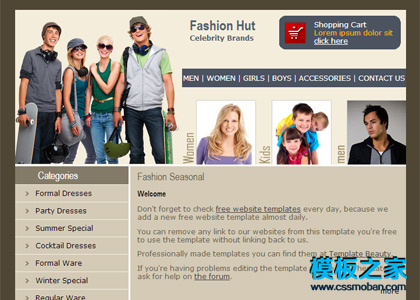 Fashion Hut
Celebrity Brands
Shopping Cart
Lorem ipsum dolor sit
click here
MEN | WOMEN | GIRLS | BOYS | ACCESSORIES | CONTACT US
Women
Kids
men
Categories
Formal Dresses
Party Dresses
Summer Special
Cocktail Dresses
Formal Ware
Winter Special
Regular Ware
Fashion Seasonal
Welcome
Don't forget to check free website templates every day, because we
add a new free website template almost daily.
You can remove any link to our websites from this template you're free
to use the template without linking back to us.
Professionally made templates you can find at Template Beauty
If you're having problems editing the template
ask for help on the forum.
more
模板之家
www.cssmoban.com